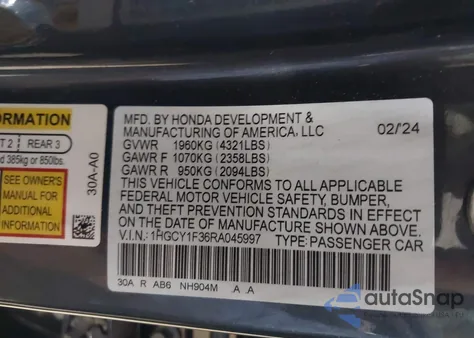 ORMATION
T 2 | REAR 3
d 385kg or 850lbs.
SEE OWNER'S
MANUAL FOR
30A-A0
MFD. BY HONDA DEVELOPMENT &
MANUFACTURING OF AMERICA, LLC 02/24
GVWR 1960KG (4321LBS)
GAWR F 1070KG (2358LBS)
GAWR R 950KG (2094LBS)
THIS VEHICLE CONFORMS TO ALL APPLICABLE
FEDERAL MOTOR VEHICLE SAFETY, BUMPER,
AND THEFT PREVENTION STANDARDS IN EFFECT
ON THE DATE OF MANUFACTURE SHOWN ABOVE.
V.I.N.: 1HGCY1F36RA045997 TYPE: PASSENGER CAR
30A R AB6 NH904M A A
autoSnap